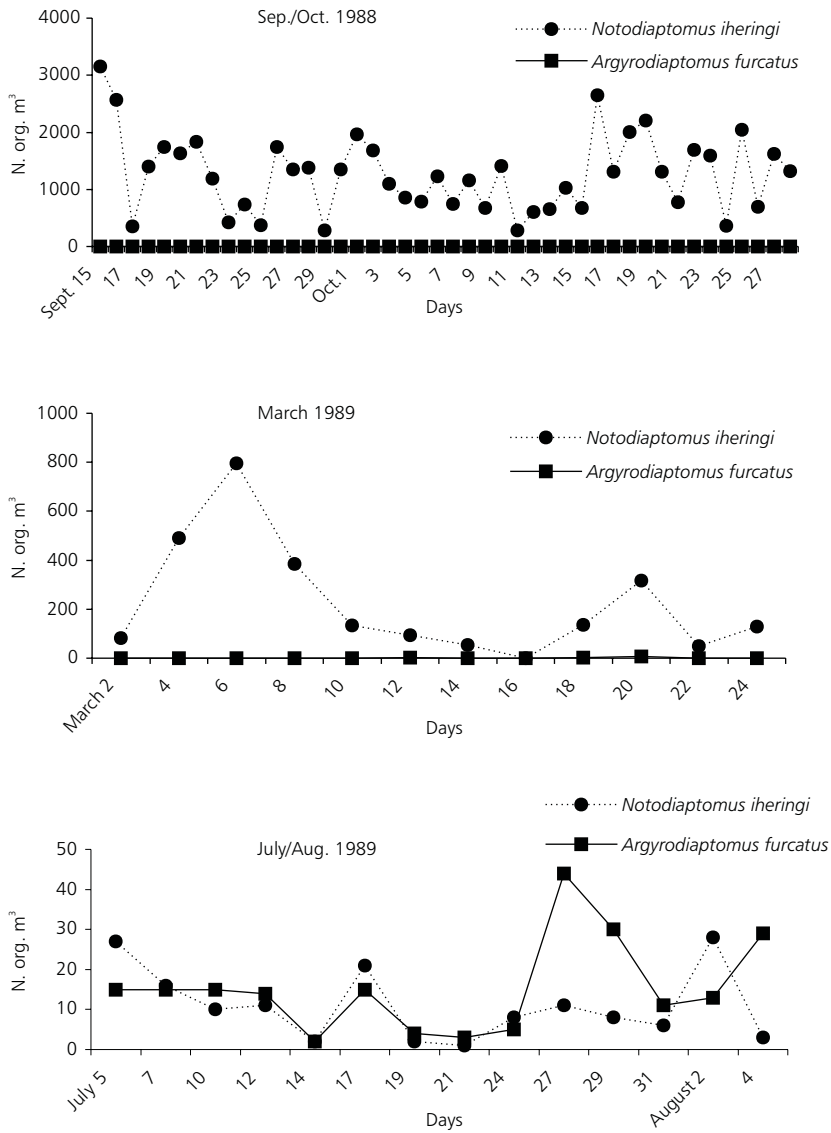 Sep./Oct. 1988
Notodiaptomus iheringi
Argyrodiaptomus furcatus
N. org. m³
4000
3000
2000
1000
0
Sept. 15 17 19 21 23 25 27 29 Oct. 1 3 5 7 9 11 13 15 17 19 21 23 25 27
Days
March 1989
Notodiaptomus iheringi
Argyrodiaptomus furcatus
N. org. m³
1000
800
600
400
200
0
March 2 4 6 8 10 12 14 16 18 20 22 24
Days
July/Aug. 1989
Notodiaptomus iheringi
Argyrodiaptomus furcatus
N. org. m³
50
40
30
20
10
0
July 5 7 10 12 14 17 19 21 24 27 29 31 August 2 4
Days